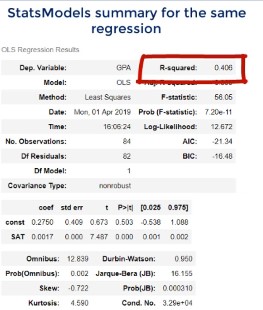 StatsModels summary for the same
regression
OLS Regression Results
Dep. Variable: GPA R-squared: 0.406
Model: OLS
Method: Least Squares F-statistic: 56.05
Date: Mon, 01 Apr 2019 Prob (F-statistic): 7.20e-11
Time: 16:06:24 Log-Likelihood: 12.672
No. Observations: 84 AIC: -21.34
Df Residuals: 82 BIC: -16.48
Df Model: 1
Covariance Type: nonrobust
coef std err t P>|t| [0.025 0.975]
const 0.2750 0.409 0.673 0.503 -0.538 1.088
SAT 0.0017 0.000 7.487 0.000 0.001 0.002
Omnibus: 12.839 Durbin-Watson: 0.950
Prob(Omnibus): 0.002 Jarque-Bera (JB): 16.155
Skew: -0.722 Prob(JB): 0.000310
Kurtosis: 4.590 Cond. No. 3.29e+04